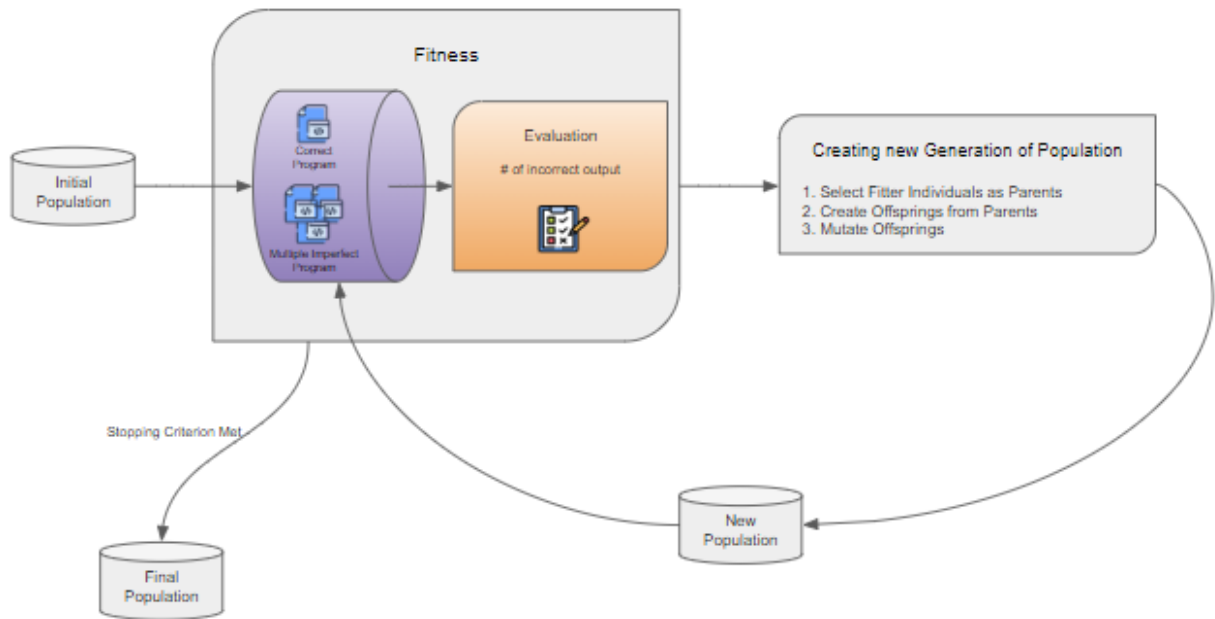 Fitness
Correct
Program
Multiple Imperfect
Program
Evaluation
# of incorrect output
Initial
Population
Creating new Generation of Population
1. Select Fitter Individuals as Parents
2. Create Offsprings from Parents
3. Mutate Offsprings
Stopping Criterion Met
New
Population
Final
Population